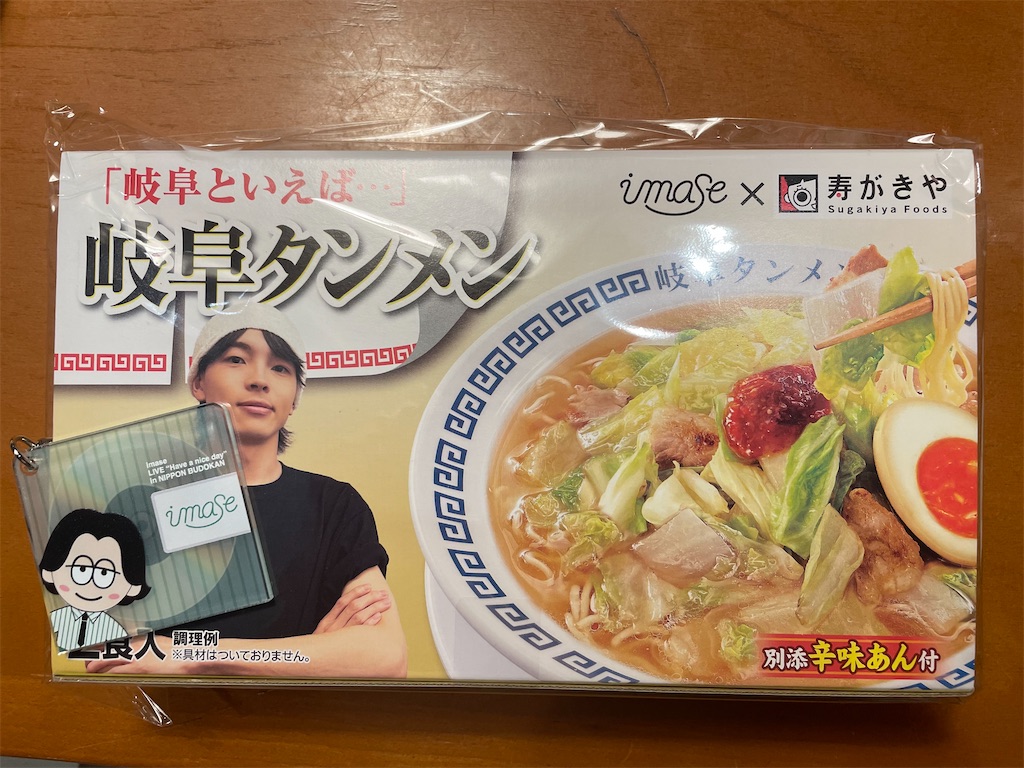 「岐阜といえば…」
岐阜タンメン
imase × 寿がきや
Sugakiya Foods
岐阜タンメン
imase
LIVE "Have a nice day"
in NIPPON BUDOKAN
imase
食入 調理例
※具材はついておりません。
別添辛味あん付